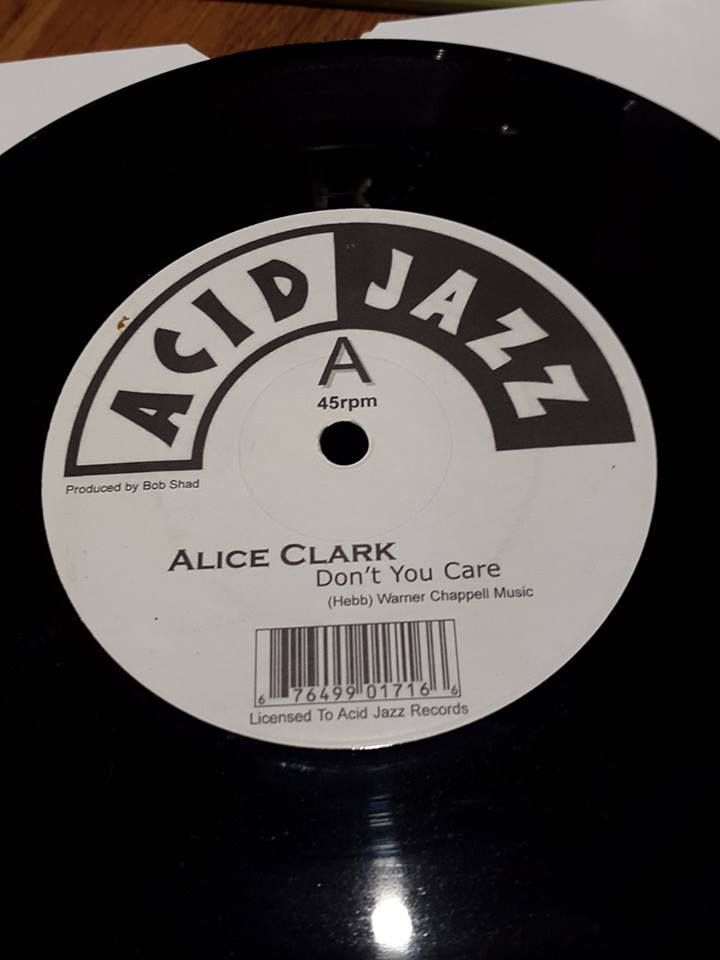 ACID JAZZ
A
45rpm
Produced by Bob Shad
ALICE CLARK
Don't You Care
(Hebb) Warner Chappell Music
6 76499 01716 6
Licensed To Acid Jazz Records